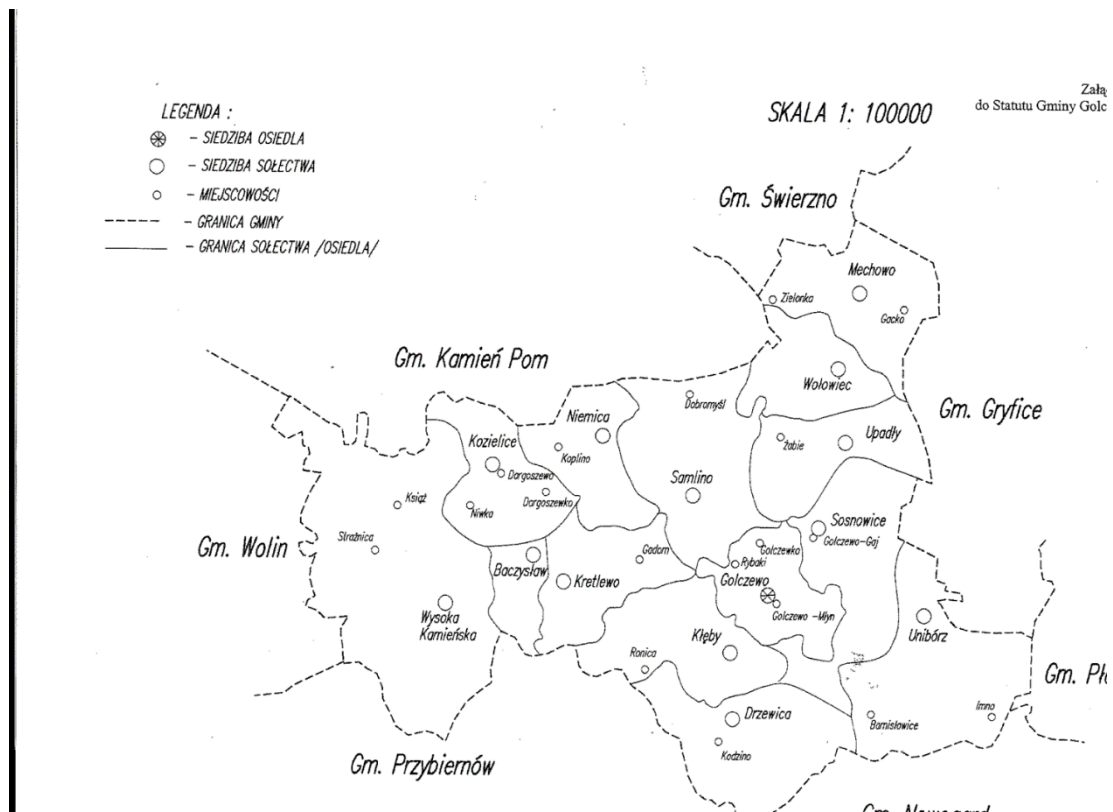 Załą
do Statutu Gminy Golc
SKALA 1: 100000
LEGENDA :
– SIEDZIBA OSIEDLA
– SIEDZIBA SOŁECTWA
– MIEJSCOWOŚCI
– GRANICA GMINY
– GRANICA SOŁECTWA /OSIEDLA/
Gm. Świerzno
Mechowo
Zielonka
Gacko
Gm. Kamień Pom
Wołowiec
Dobromyśl
Gm. Gryfice
Niemica
Żabie
Upadły
Kozielice
Koplino
Dargoszewo
Samlino
Książ
Niwka
Dargoszewko
Sosnowice
Golczewo-Gaj
Gm. Wolin
Strażnica
Gadom
Golczewko
Rybaki
Baczysław
Kretlewo
Golczewo
Golczewo -Młyn
Wysoka
Kamieńska
Unibórz
Kłęby
Ronica
Gm. Pł
Drzewica
Barnisławice
Imno
Kodzino
Gm. Przybiernów
Gm. Nowogard